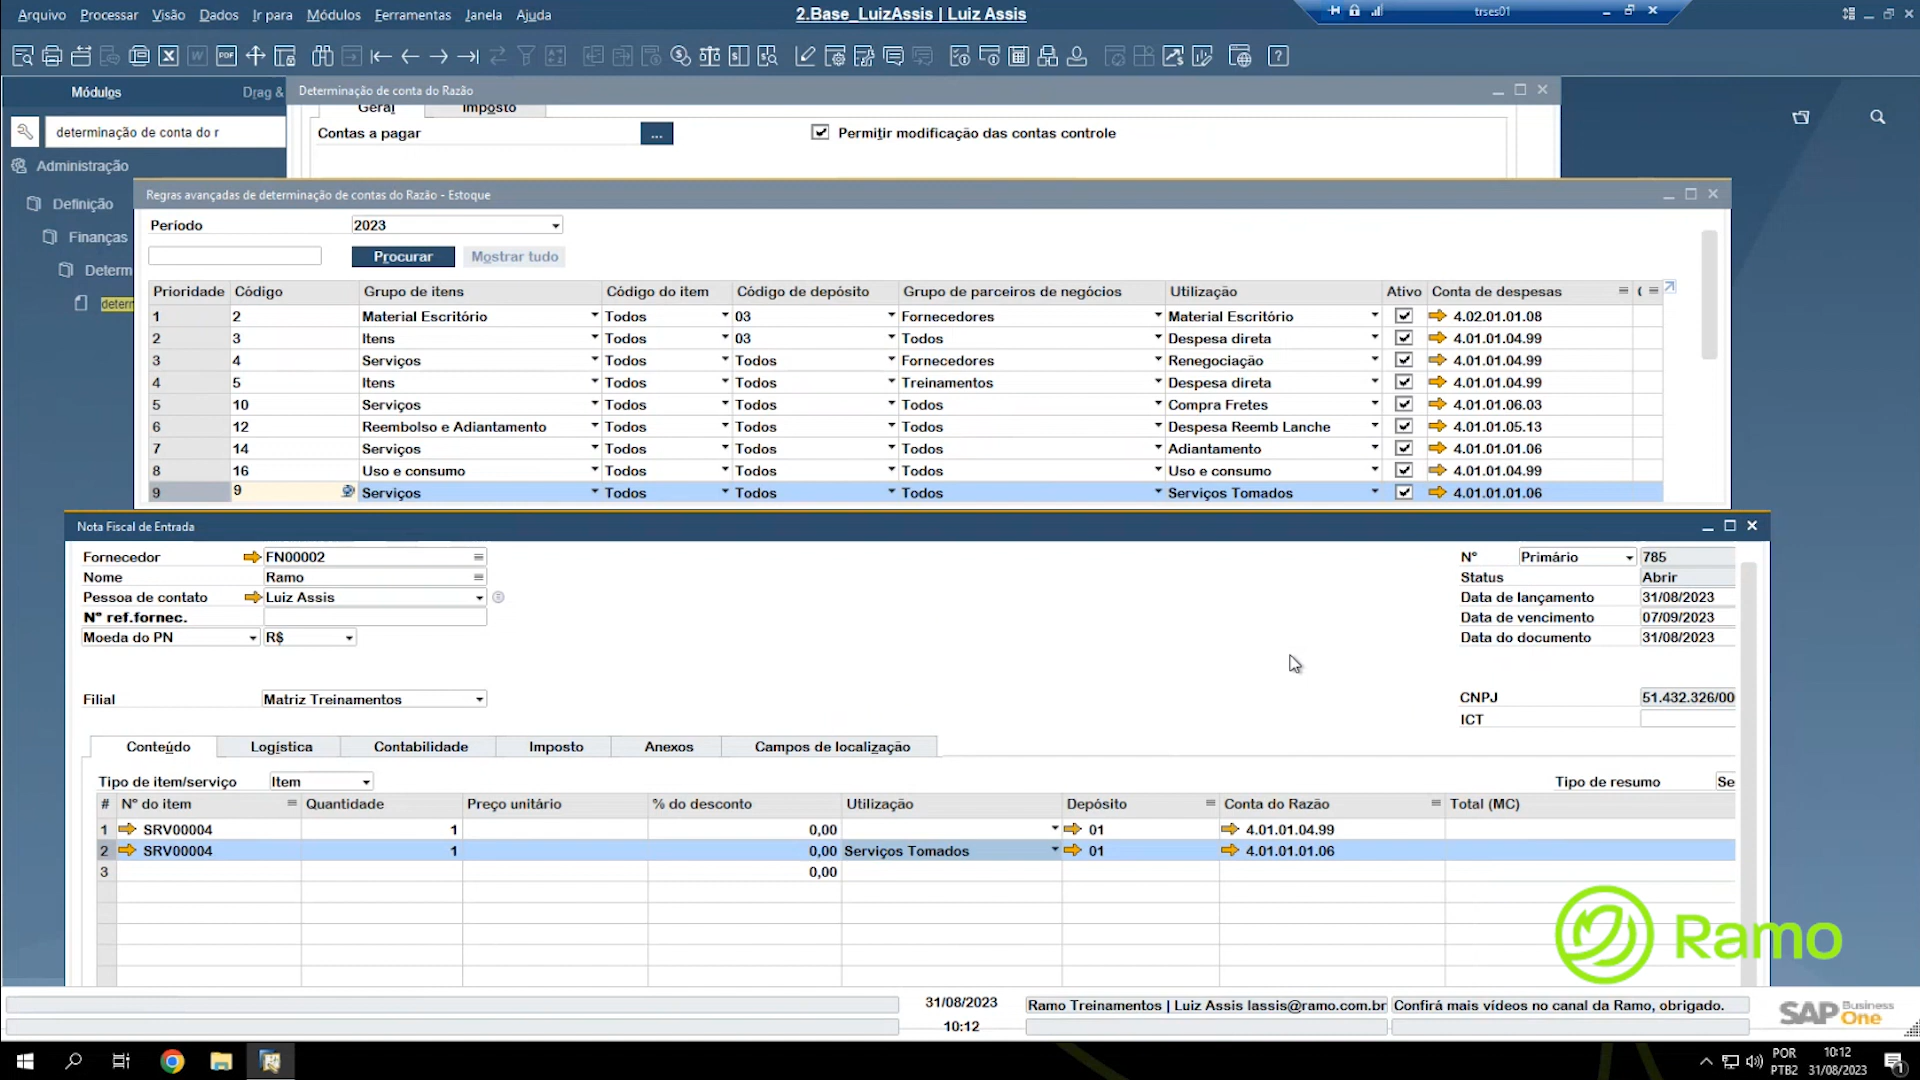 Arquivo Processar Visão Dados Ir para Módulos Ferramentas Janela Ajuda
2.Base_LuizAssis | Luiz Assis
trses01
Módulos Drag &
determinação de conta do r
Administração
Definição
Finanças
Determ
determ
Determinação de conta do Razão
Geral Imposto
Contas a pagar ... Permitir modificação das contas controle
Regras avançadas de determinação de contas do Razão - Estoque
Período 2023
Procurar Mostrar tudo
Prioridade Código Grupo de itens Código do item Código de depósito Grupo de parceiros de negócios Utilização Ativo Conta de despesas
1 2 Material Escritório Todos 03 Fornecedores Material Escritório 4.02.01.01.08
2 3 Itens Todos 03 Todos Despesa direta 4.01.01.04.99
3 4 Serviços Todos Todos Fornecedores Renegociação 4.01.01.04.99
4 5 Itens Todos Todos Treinamentos Despesa direta 4.01.01.04.99
5 10 Serviços Todos Todos Todos Compra Fretes 4.01.01.06.03
6 12 Reembolso e Adiantamento Todos Todos Todos Despesa Reemb Lanche 4.01.01.05.13
7 14 Serviços Todos Todos Todos Adiantamento 4.01.01.01.06
8 16 Uso e consumo Todos Todos Todos Uso e consumo 4.01.01.04.99
9 9 Serviços Todos Todos Todos Serviços Tomados 4.01.01.01.06
Nota Fiscal de Entrada
Fornecedor FN00002 N° Primário 785
Nome Ramo Status Abrir
Pessoa de contato Luiz Assis Data de lançamento 31/08/2023
N° ref.fornec. Data de vencimento 07/09/2023
Moeda do PN R$ Data do documento 31/08/2023
Filial Matriz Treinamentos CNPJ 51.432.326/00
ICT
Conteúdo Logística Contabilidade Imposto Anexos Campos de localização
Tipo de item/serviço Item Tipo de resumo Se
# N° do item Quantidade Preço unitário % do desconto Utilização Depósito Conta do Razão Total (MC)
1 SRV00004 1 0,00 01 4.01.01.04.99
2 SRV00004 1 0,00 Serviços Tomados 01 4.01.01.01.06
3 0,00
Ramo
31/08/2023 Ramo Treinamentos | Luiz Assis lassis@ramo.com.br Confirá mais vídeos no canal da Ramo, obrigado.
10:12
SAP Business One
POR 10:12
PTB2 31/08/2023
1